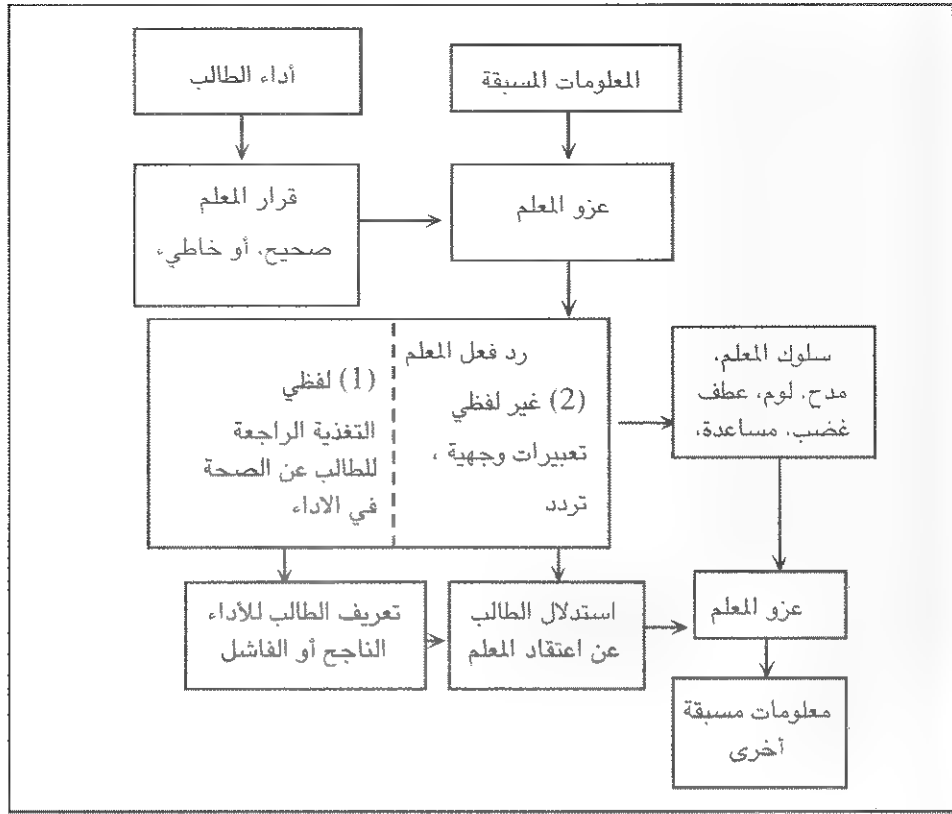 أداء الطالب
المعلومات المسبقة
قرار المعلم
صحيح. أو خاطيء
عزو المعلم
رد فعل المعلم
(1) لفظي
التغذية الراجعة
للطالب عن الصحة
في الاداء
(2) غير لفظي
تعبيرات وجهية ،
تردد
سلوك المعلم.
مدح. لوم، عطف
غضب. مساعدة،
تعريف الطالب للأداء
الناجح أو الفاشل
استدلال الطالب
عن اعتقاد المعلم
عزو المعلم
معلومات مسبقة
أخرى